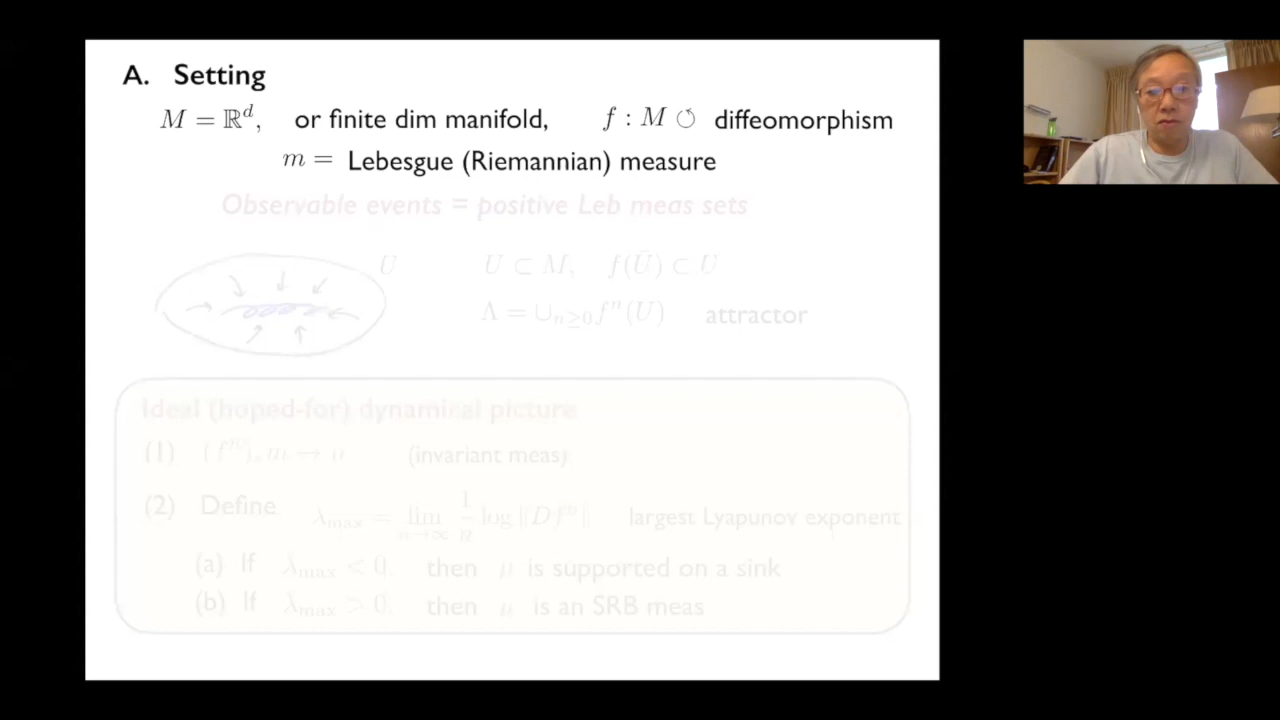 A. Setting
M = ℝ^d, or finite dim manifold, f : M ↺ diffeomorphism
m = Lebesgue (Riemannian) measure
Observable events = positive Leb meas sets
U U ⊂ M, f(Ū) ⊂ U
Λ = ∪_{n≥0} f^n(U) attractor
Ideal (hoped-for) dynamical picture
(1) (f^n)_* m → μ (invariant meas)
(2) Define λ_max = lim_{n→∞} 1/n log ||Df^n|| largest Lyapunov exponent
(a) If λ_max < 0, then μ is supported on a sink
(b) If λ_max > 0, then μ is an SRB meas